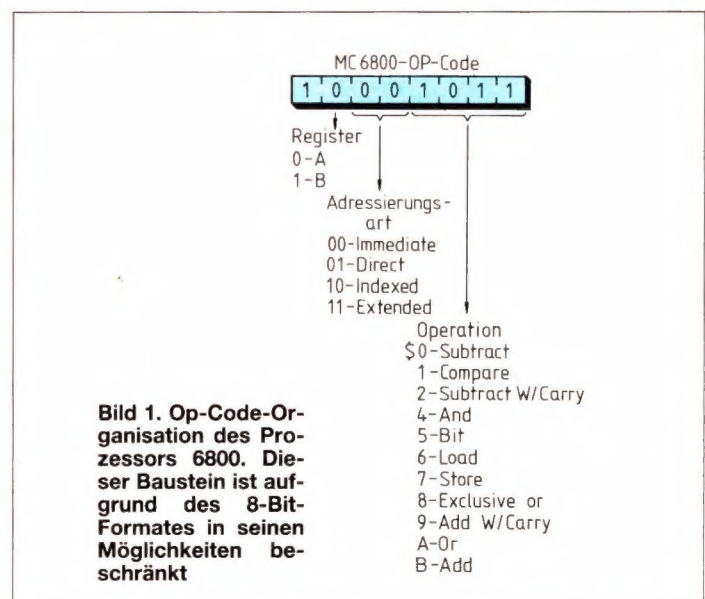 MC6800-OP-Code
1 0 0 0 1 0 1 1
Register
0-A
1-B
Adressierungs-
art
00-Immediate
01-Direct
10-Indexed
11-Extended
Operation
$0-Subtract
1-Compare
2-Subtract W/Carry
4-And
5-Bit
6-Load
7-Store
8-Exclusive or
9-Add W/Carry
A-Or
B-Add
Bild 1. Op-Code-Or-
ganisation des Pro-
zessors 6800. Die-
ser Baustein ist auf-
grund des 8-Bit-
Formates in seinen
Möglichkeiten be-
schränkt